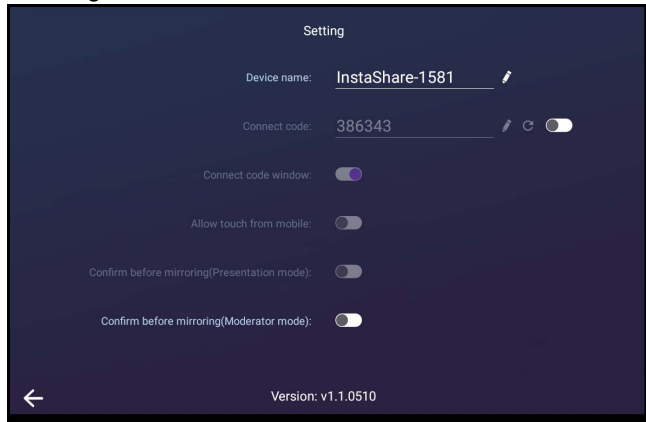 Setting
Device name: InstaShare-1581
Connect code: 386343
Connect code window:
Allow touch from mobile:
Confirm before mirroring(Presentation mode):
Confirm before mirroring(Moderator mode):
Version: v1.1.0510